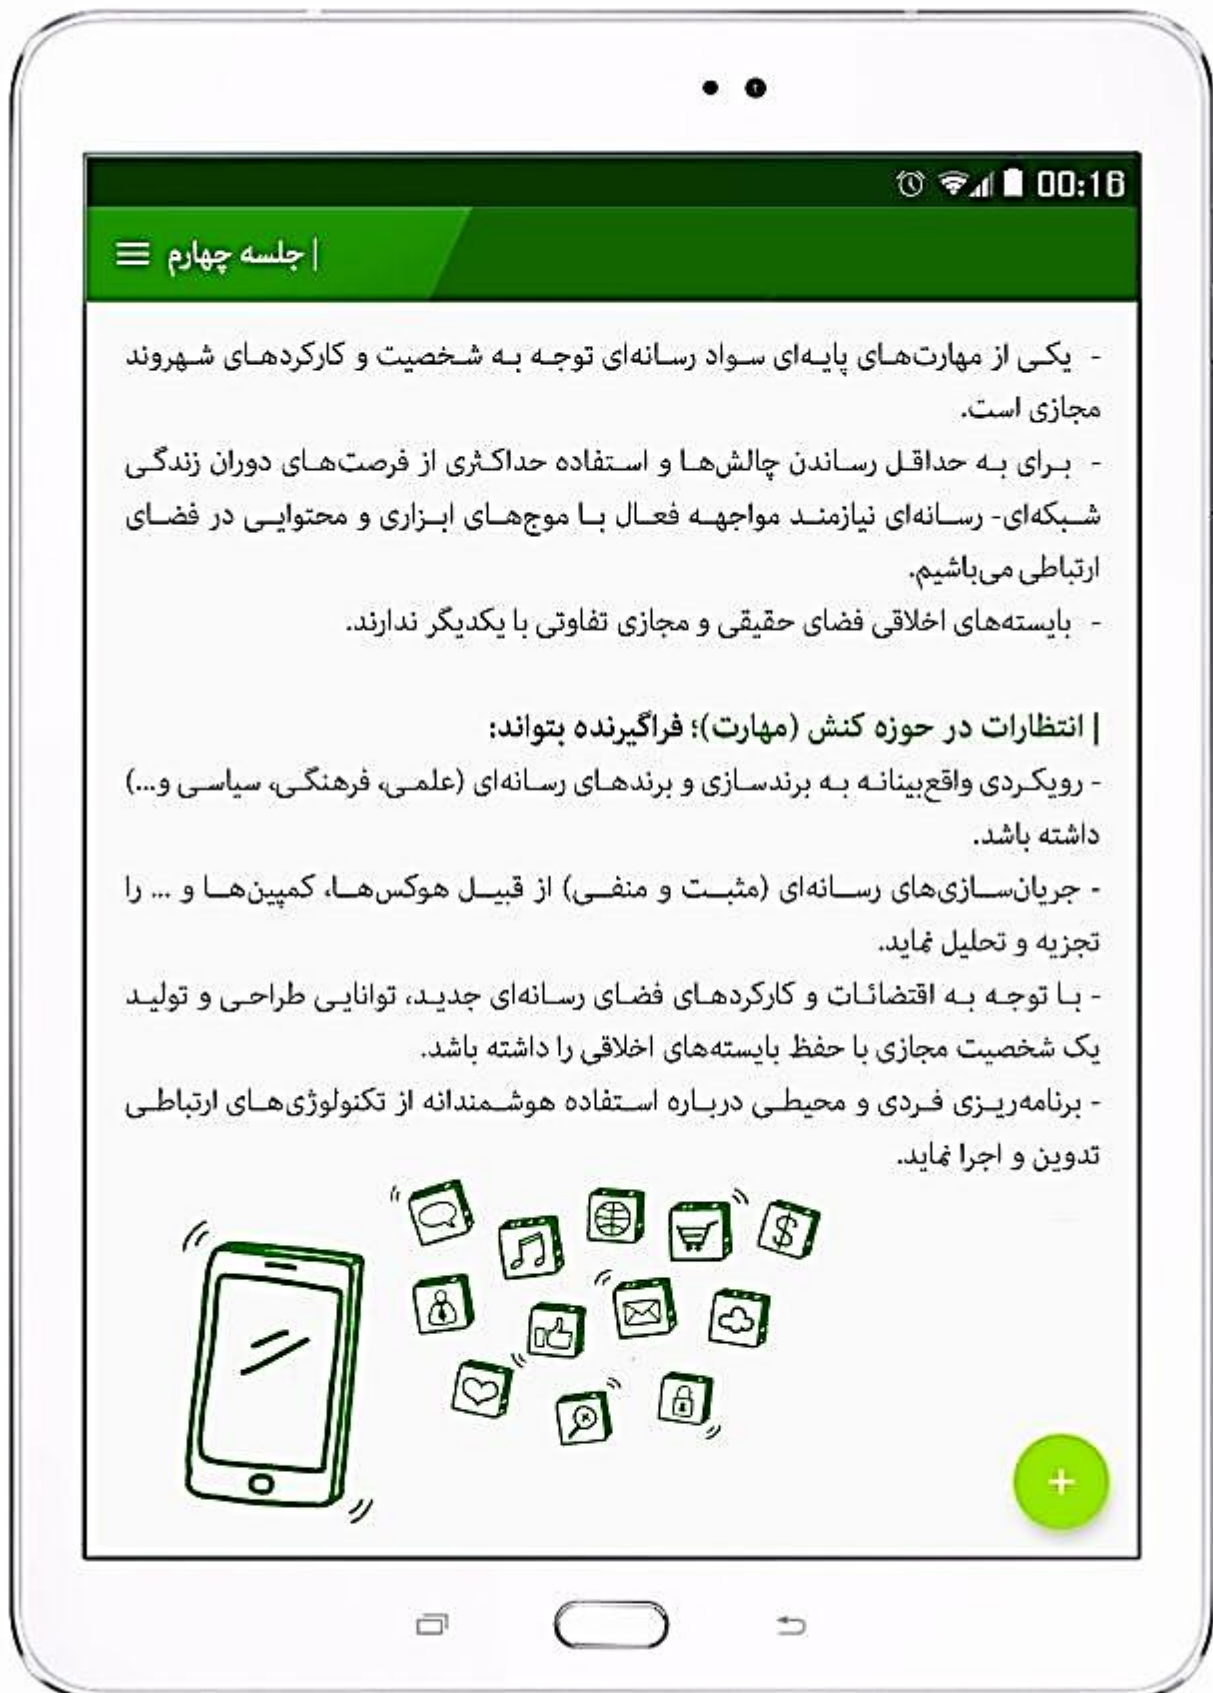 00:16
| جلسه چهارم
- یکی از مهارت‌های پایه‌ای سواد رسانه‌ای توجه به شخصیت و کارکردهای شهروند
مجازی است.
- برای به حداقل رساندن چالش‌ها و استفاده حداکثری از فرصت‌های دوران زندگی
شبکه‌ای- رسانه‌ای نیازمند مواجهه فعال با موج‌های ابزاری و محتوایی در فضای
ارتباطی می‌باشیم.
- بایسته‌های اخلاقی فضای حقیقی و مجازی تفاوتی با یکدیگر ندارند.
| انتظارات در حوزه کنش (مهارت)؛ فراگیرنده بتواند:
- رویکردی واقع‌بینانه به برندسازی و برندهای رسانه‌ای (علمی، فرهنگی، سیاسی و...)
داشته باشد.
- جریان‌سازی‌های رسانه‌ای (مثبت و منفی) از قبیل هوکس‌ها، کمپین‌ها و ... را
تجزیه و تحلیل نماید.
- با توجه به اقتضائات و کارکردهای فضای رسانه‌ای جدید، توانایی طراحی و تولید
یک شخصیت مجازی با حفظ بایسته‌های اخلاقی را داشته باشد.
- برنامه‌ریزی فردی و محیطی درباره استفاده هوشمندانه از تکنولوژی‌های ارتباطی
تدوین و اجرا نماید.